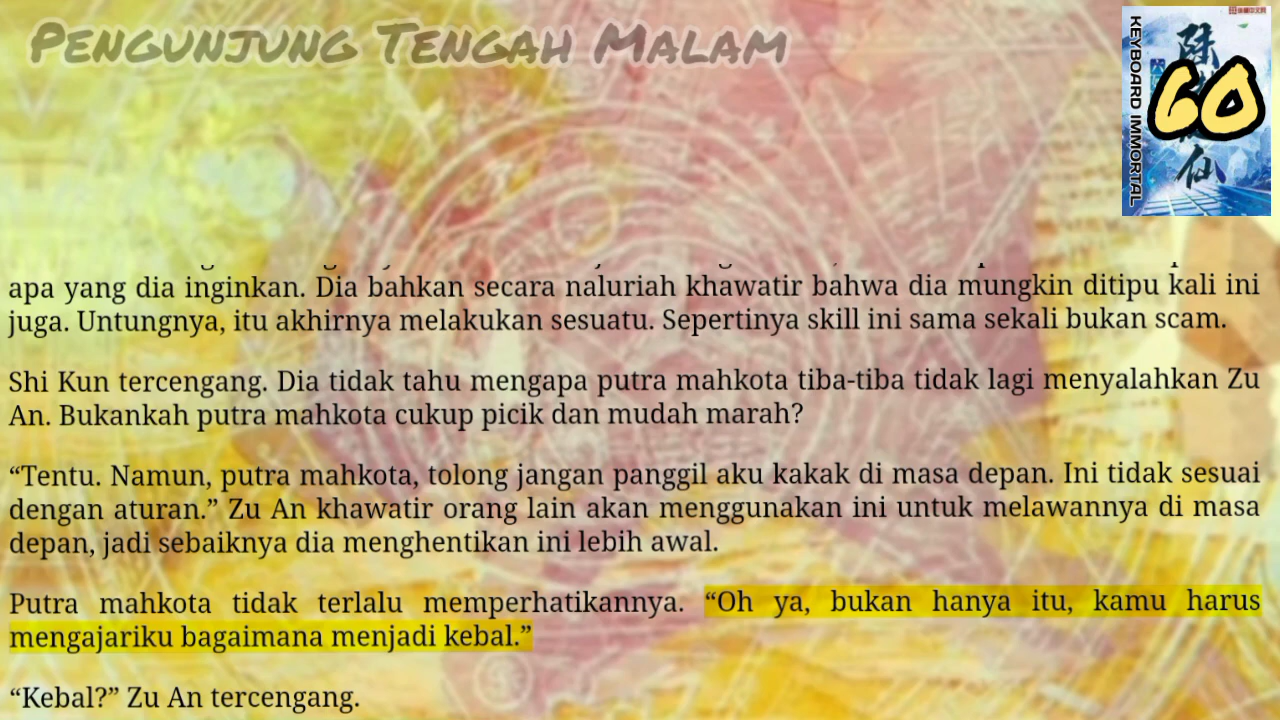 Pengunjung Tengah Malam
KEYBOARD IMMORTAL
60
仙
apa yang dia inginkan. Dia bahkan secara naluriah khawatir bahwa dia mungkin ditipu kali ini
juga. Untungnya, itu akhirnya melakukan sesuatu. Sepertinya skill ini sama sekali bukan scam.
Shi Kun tercengang. Dia tidak tahu mengapa putra mahkota tiba-tiba tidak lagi menyalahkan Zu
An. Bukankah putra mahkota cukup picik dan mudah marah?
“Tentu. Namun, putra mahkota, tolong jangan panggil aku kakak di masa depan. Ini tidak sesuai
dengan aturan.” Zu An khawatir orang lain akan menggunakan ini untuk melawannya di masa
depan, jadi sebaiknya dia menghentikan ini lebih awal.
Putra mahkota tidak terlalu memperhatikannya. “Oh ya, bukan hanya itu, kamu harus
mengajariku bagaimana menjadi kebal.”
“Kebal?” Zu An tercengang.